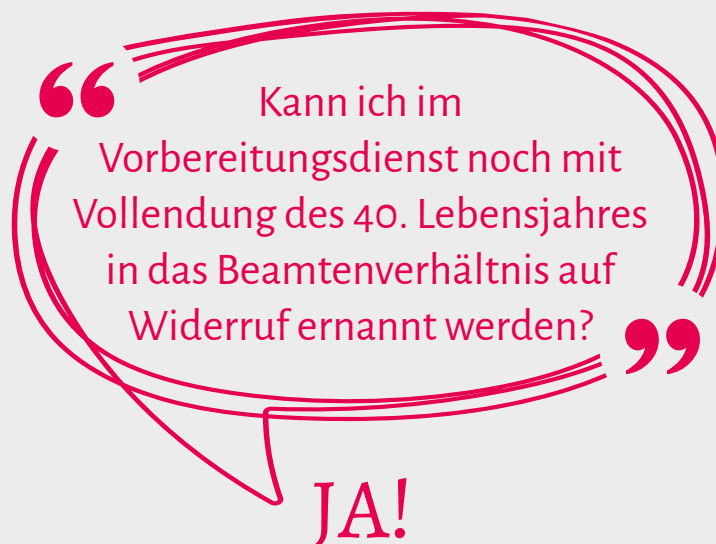 “ Kann ich im
Vorbereitungsdienst noch mit
Vollendung des 40. Lebensjahres
in das Beamtenverhältnis auf
Widerruf ernannt werden? ”
JA!